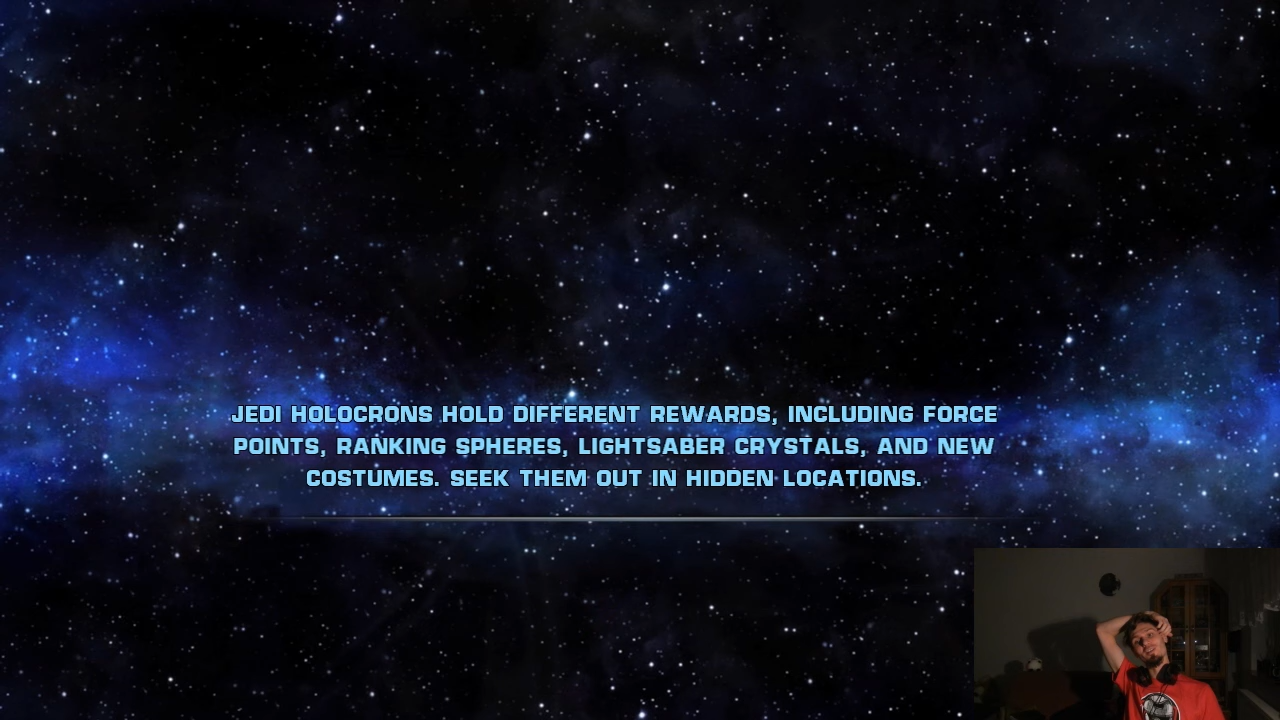 JEDI HOLOCRONS HOLD DIFFERENT REWARDS, INCLUDING FORCE
POINTS, RANKING SPHERES, LIGHTSABER CRYSTALS, AND NEW
COSTUMES. SEEK THEM OUT IN HIDDEN LOCATIONS.